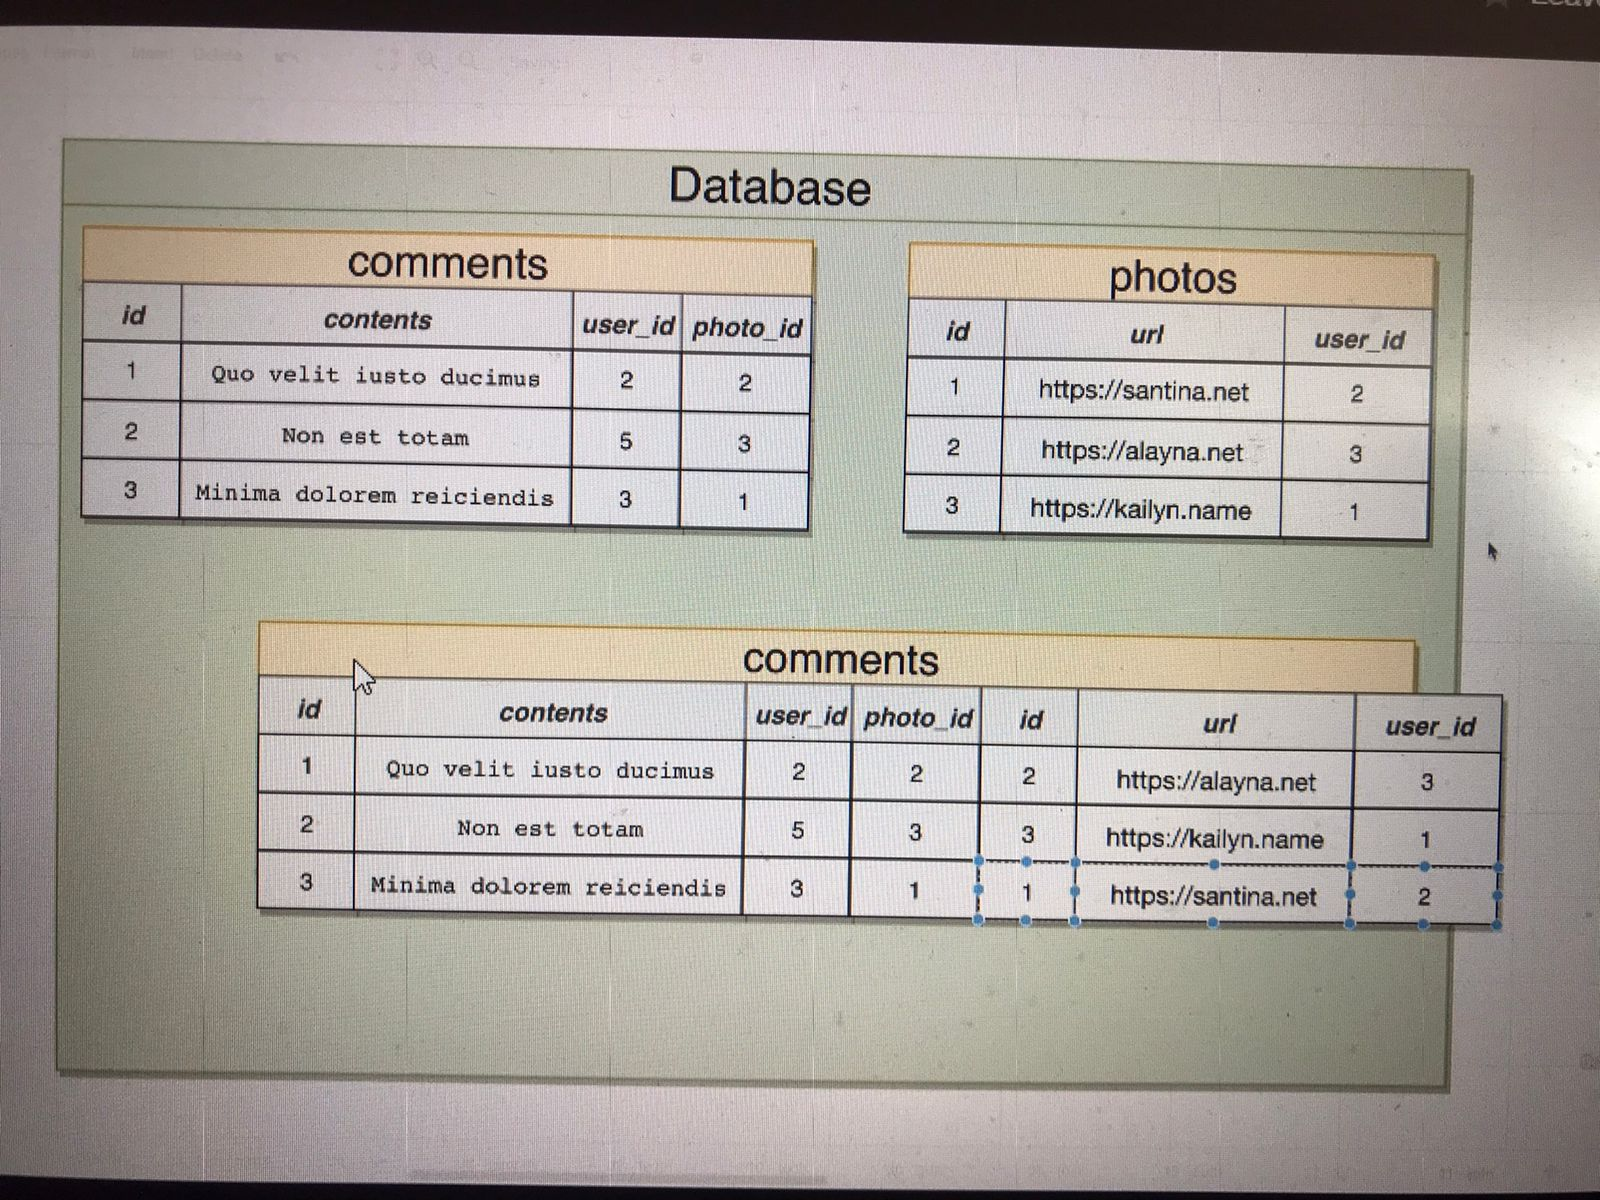 Database
comments
id contents user_id photo_id
1 Quo velit iusto ducimus 2 2
2 Non est totam 5 3
3 Minima dolorem reiciendis 3 1
photos
id url user_id
1 https://santina.net 2
2 https://alayna.net 3
3 https://kailyn.name 1
comments
id contents user_id photo_id id url user_id
1 Quo velit iusto ducimus 2 2 2 https://alayna.net 3
2 Non est totam 5 3 3 https://kailyn.name 1
3 Minima dolorem reiciendis 3 1 1 https://santina.net 2